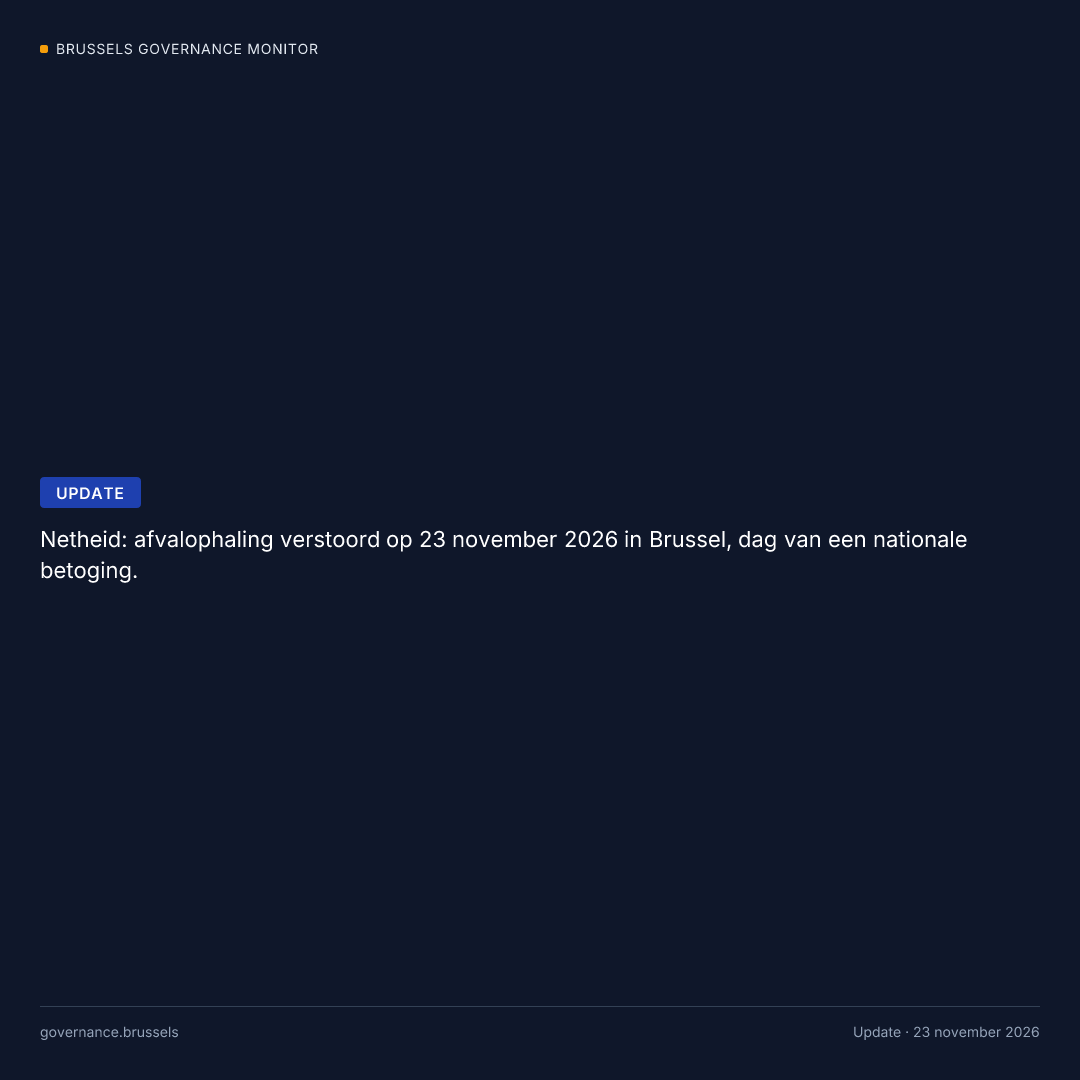 BRUSSELS GOVERNANCE MONITOR
UPDATE
Netheid: afvalophaling verstoord op 23 november 2026 in Brussel, dag van een nationale
betoging.
governance.brussels
Update · 23 november 2026